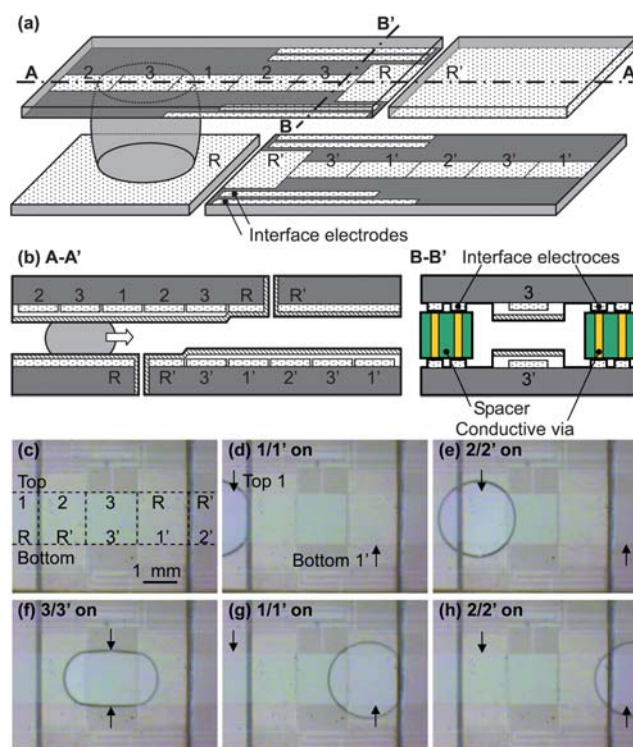 (a)
B'
A 2 3 1 2 3 R R' A'
B
R R' 3' 1' 2' 3' 1'
Interface electrodes
(b) A-A'
B-B' Interface electroces
2 3 1 2 3 R R'
3
R R' 3' 1' 2' 3' 1'
3'
Spacer
Conductive via
(c)
(d) 1/1' on
(e) 2/2' on
Top
Top 1
1 2 3 R R'
R R' 3' 1' 2'
Bottom
Bottom 1'
1 mm
(f) 3/3' on
(g) 1/1' on
(h) 2/2' on